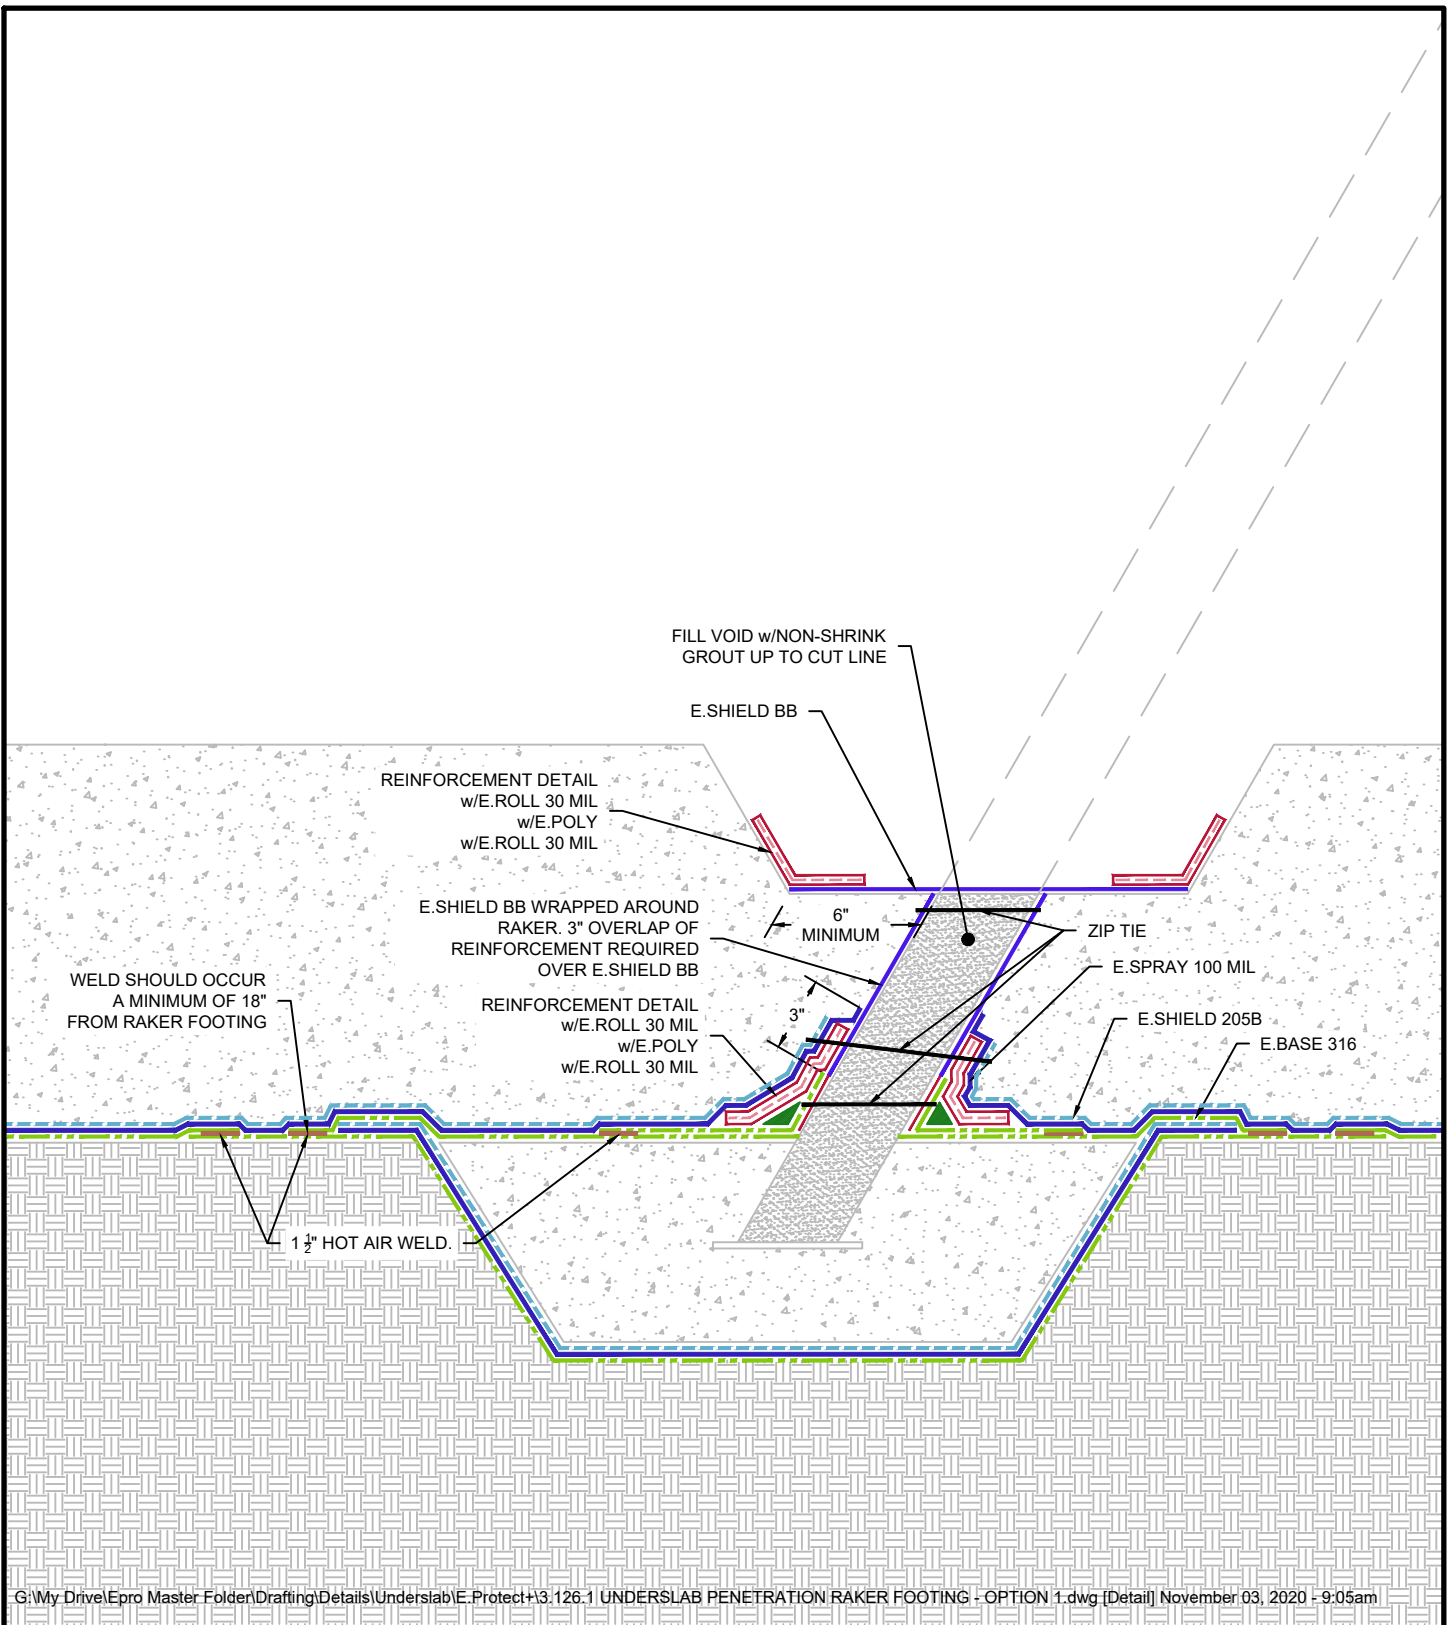 FILL VOID w/NON-SHRINK
GROUT UP TO CUT LINE
E.SHIELD BB
REINFORCEMENT DETAIL
w/E.ROLL 30 MIL
w/E.POLY
w/E.ROLL 30 MIL
E.SHIELD BB WRAPPED AROUND
RAKER. 3" OVERLAP OF
REINFORCEMENT REQUIRED
OVER E.SHIELD BB
6"
MINIMUM
ZIP TIE
E.SPRAY 100 MIL
WELD SHOULD OCCUR
A MINIMUM OF 18"
FROM RAKER FOOTING
REINFORCEMENT DETAIL
w/E.ROLL 30 MIL
w/E.POLY
w/E.ROLL 30 MIL
3"
E.SHIELD 205B
E.BASE 316
1 1/2" HOT AIR WELD.
G:\My Drive\Epro Master Folder\Drafting\Details\Underslab\E.Protect+\3.126.1 UNDERSLAB PENETRATION RAKER FOOTING - OPTION 1.dwg [Detail] November 03, 2020 - 9:05am